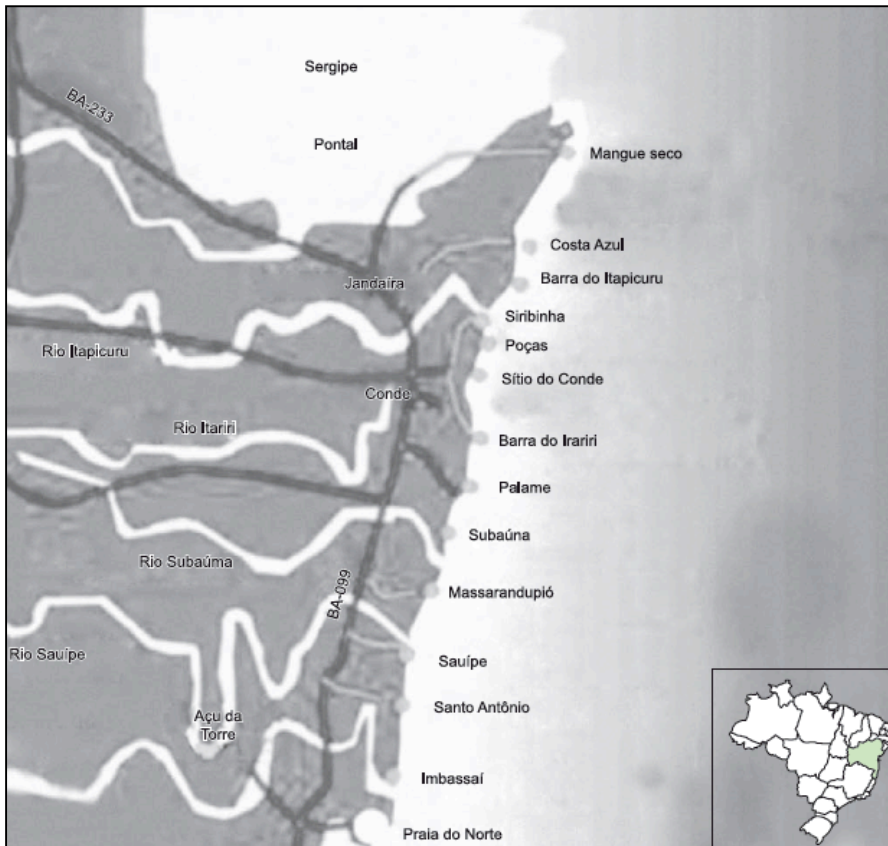 Sergipe
BA-233
Pontal
Mangue seco
Costa Azul
Jandaíra
Barra do Itapicuru
Siribinha
Rio Itapicuru
Poças
Sítio do Conde
Conde
Rio Itariri
Barra do Irariri
Palame
Subaúna
Rio Subaúma
BA-099
Massarandupió
Rio Sauípe
Sauípe
Santo Antônio
Açu da
Torre
Imbassaí
Praia do Norte